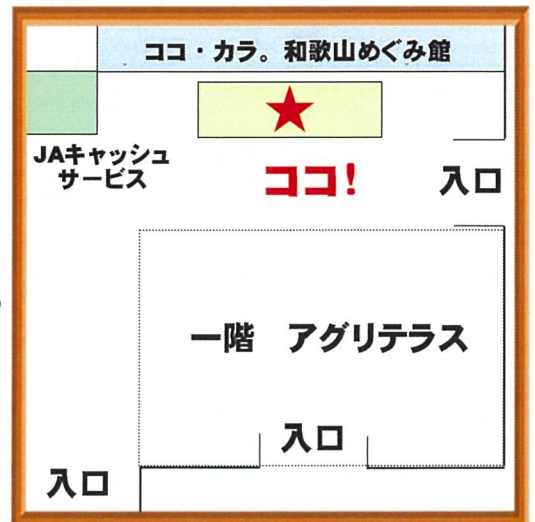 ココ・カラ。和歌山めぐみ館
★
JAキャッシュ
サービス
ココ!
入口
一階　アグリテラス
入口
入口